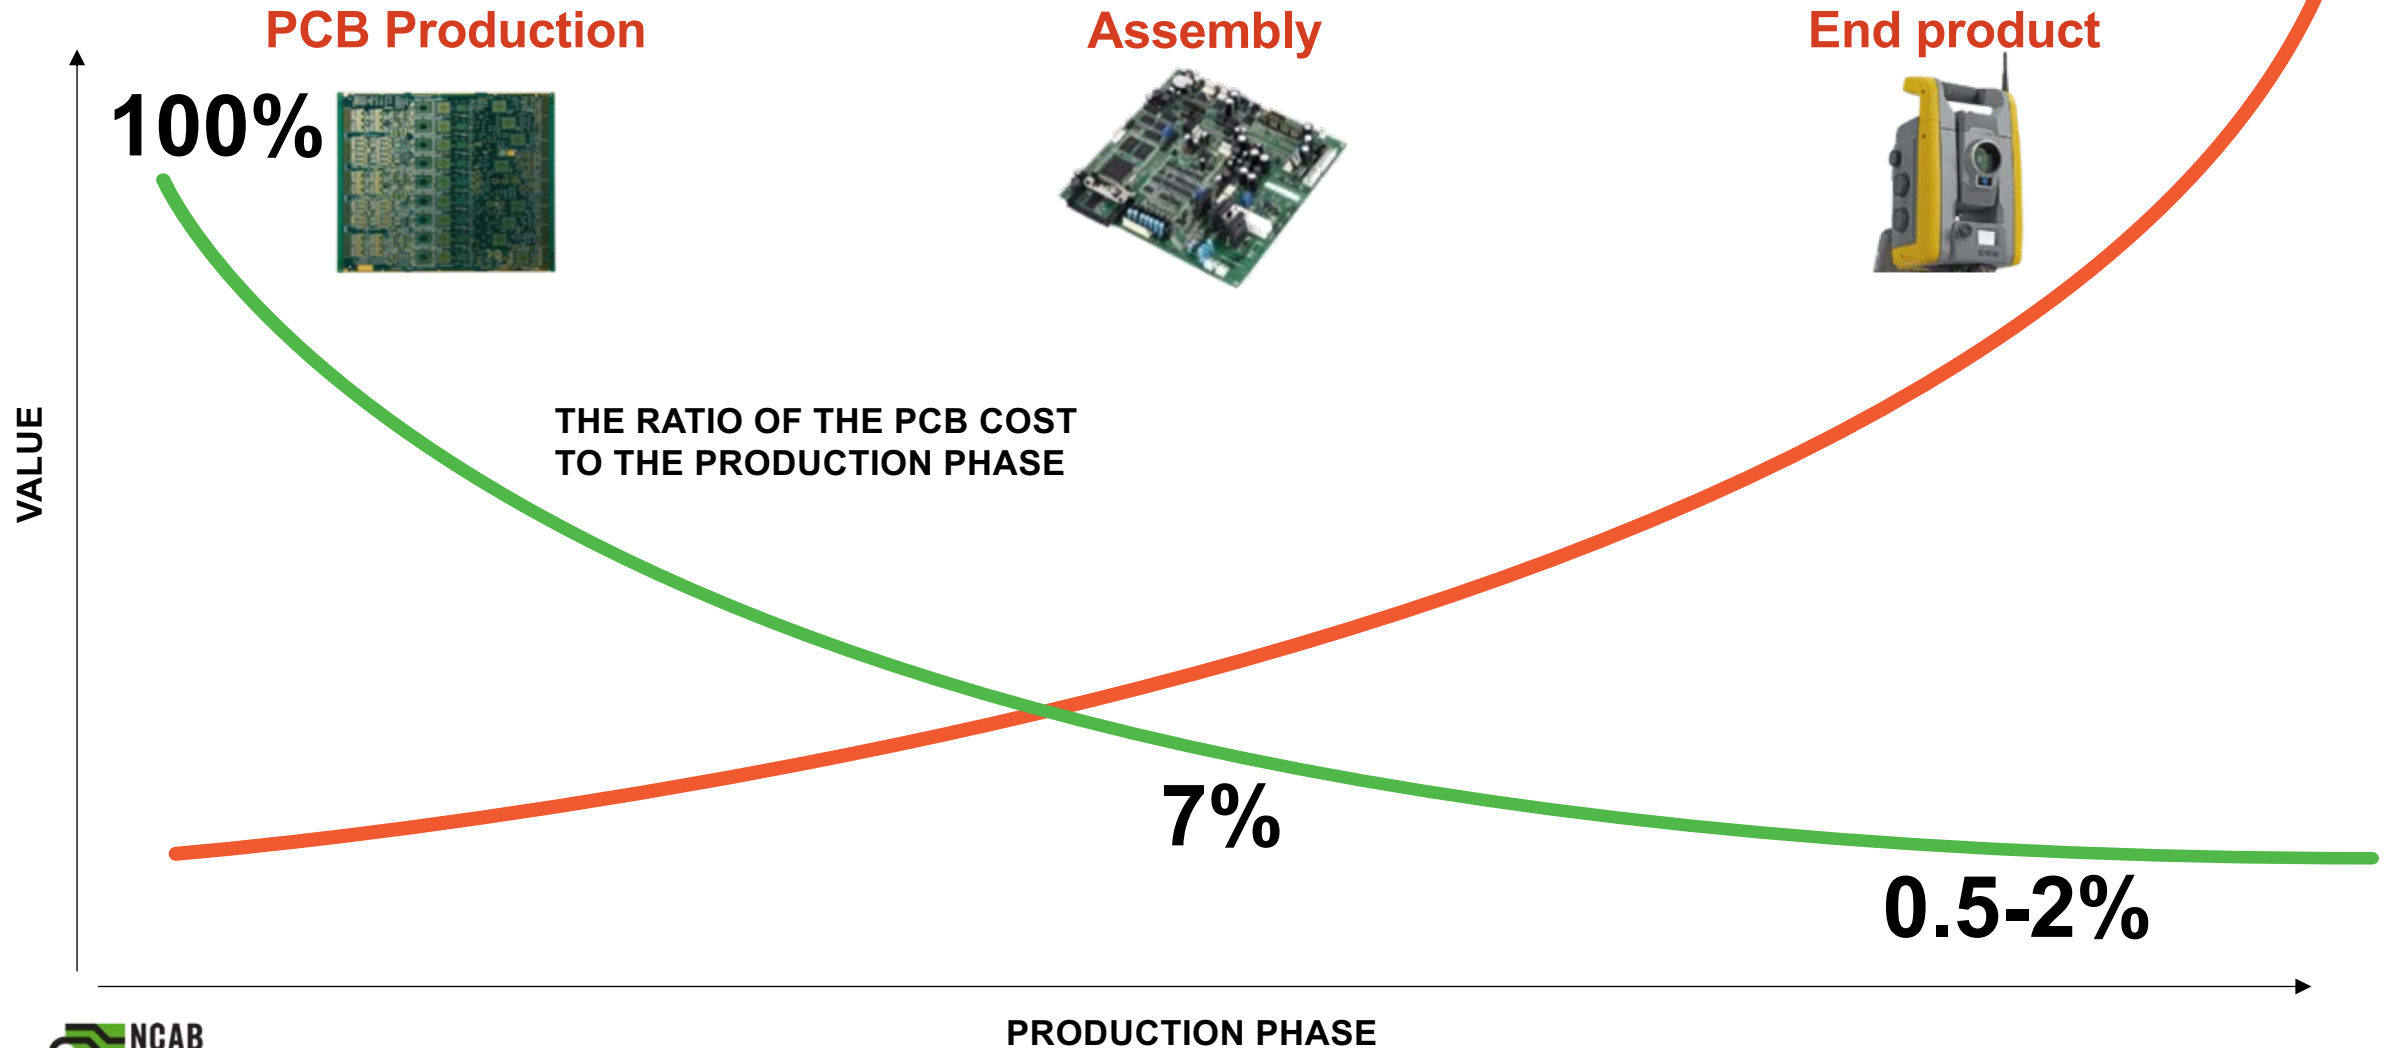 PCB Production
Assembly
End product
100%
THE RATIO OF THE PCB COST
TO THE PRODUCTION PHASE
VALUE
7%
0.5-2%
PRODUCTION PHASE
NCAB